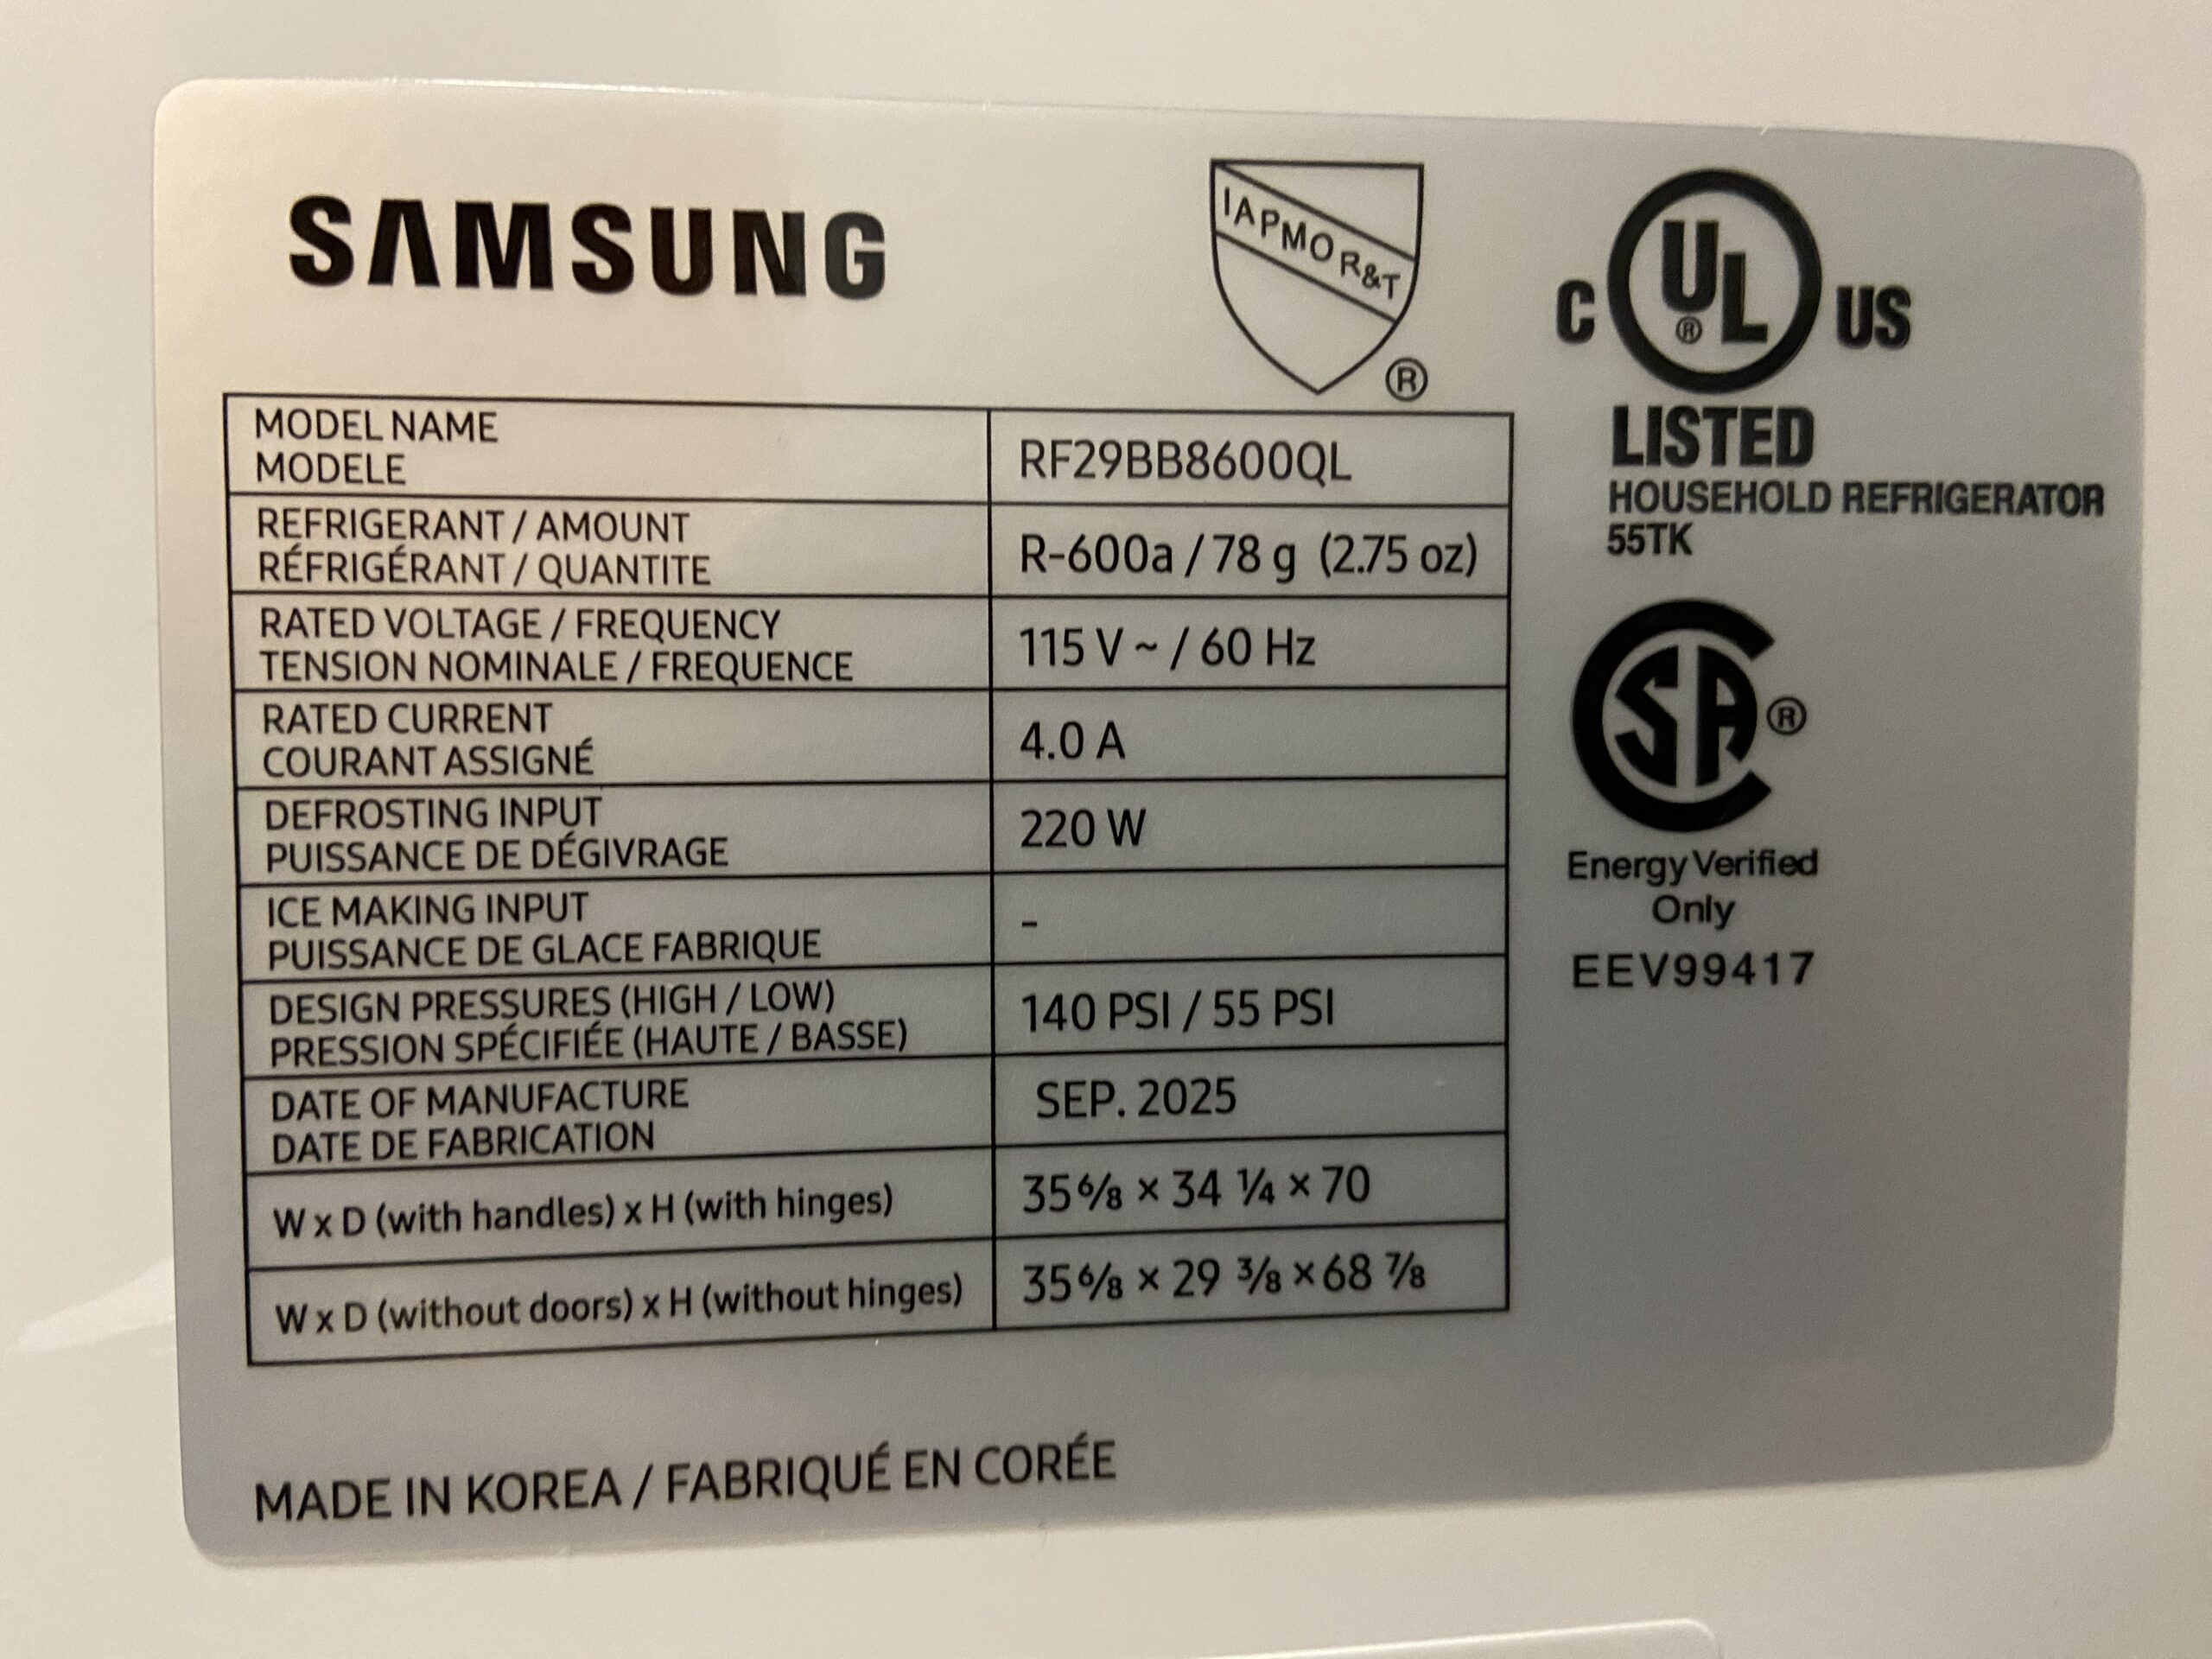 SAMSUNG
IAPMO R&T
®
C UL® US
LISTED
HOUSEHOLD REFRIGERATOR
55TK
MODEL NAME
MODELE
RF29BB8600QL
REFRIGERANT / AMOUNT
RÉFRIGÉRANT / QUANTITE
R-600a / 78 g (2.75 oz)
RATED VOLTAGE / FREQUENCY
TENSION NOMINALE / FREQUENCE
115 V ~ / 60 Hz
RATED CURRENT
COURANT ASSIGNÉ
4.0 A
DEFROSTING INPUT
PUISSANCE DE DÉGIVRAGE
220 W
ICE MAKING INPUT
PUISSANCE DE GLACE FABRIQUE
-
DESIGN PRESSURES (HIGH / LOW)
PRESSION SPÉCIFIÉE (HAUTE / BASSE)
140 PSI / 55 PSI
DATE OF MANUFACTURE
DATE DE FABRICATION
SEP. 2025
W x D (with handles) x H (with hinges)
35 6/8 × 34 1/4 × 70
W x D (without doors) x H (without hinges)
35 6/8 × 29 3/8 × 68 7/8
CSA®
Energy Verified
Only
EEV99417
MADE IN KOREA / FABRIQUÉ EN CORÉE